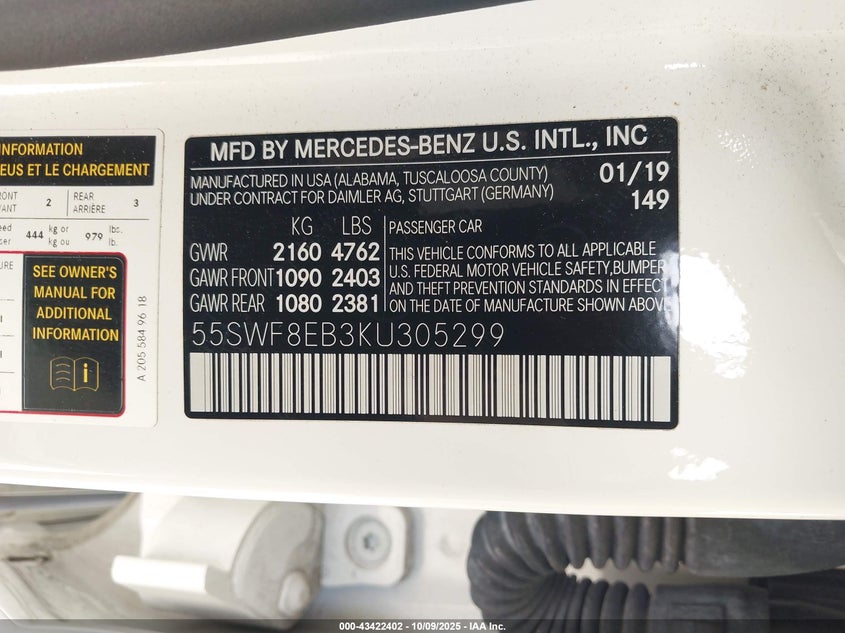 INFORMATION
EUS ET LE CHARGEMENT
2
REAR
ARRIÈRE
3
444
kg or
kg ou
979
lbs.
lb.
SEE OWNER'S
MANUAL FOR
ADDITIONAL
INFORMATION
i
A 205 584 96 18
MFD BY MERCEDES-BENZ U.S. INTL., INC
MANUFACTURED IN USA (ALABAMA, TUSCALOOSA COUNTY) 01/19
UNDER CONTRACT FOR DAIMLER AG, STUTTGART (GERMANY) 149
KG LBS
GVWR 2160 4762
GAWR FRONT 1090 2403
GAWR REAR 1080 2381
PASSENGER CAR
THIS VEHICLE CONFORMS TO ALL APPLICABLE
U.S. FEDERAL MOTOR VEHICLE SAFETY, BUMPER
AND THEFT PREVENTION STANDARDS IN EFFECT
ON THE DATE OF MANUFACTURE SHOWN ABOVE.
55SWF8EB3KU305299
000-43422402 - 10/09/2025 - IAA Inc.